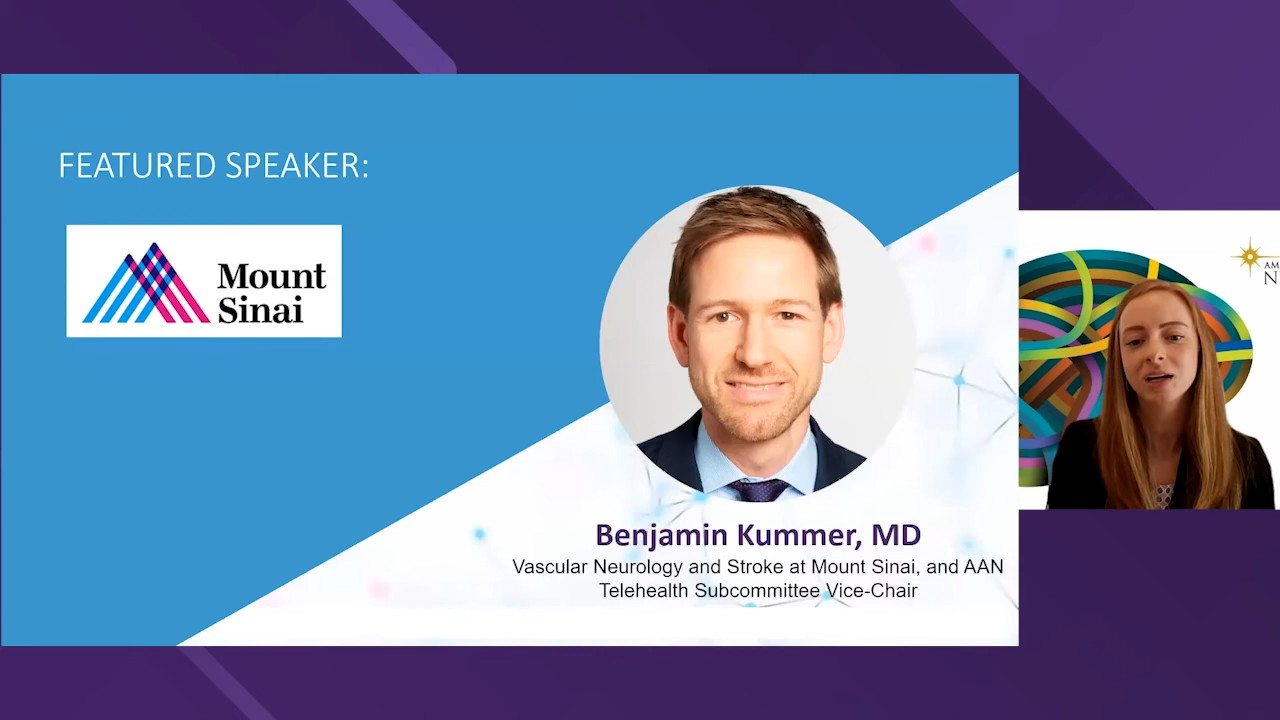 FEATURED SPEAKER:
Mount
Sinai
Benjamin Kummer, MD
Vascular Neurology and Stroke at Mount Sinai, and AAN
Telehealth Subcommittee Vice-Chair